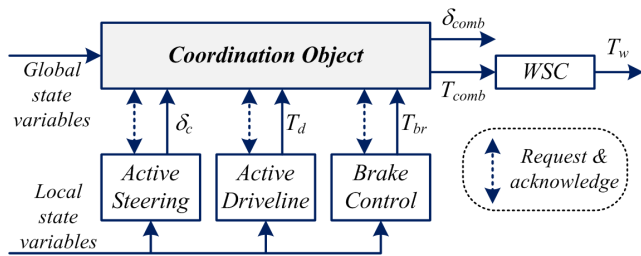 δcomb
Coordination Object
Tw
WSC
Global
state
variables
Tcomb
δc
Td
Tbr
Request &
acknowledge
Active
Steering
Active
Driveline
Brake
Control
Local
state
variables